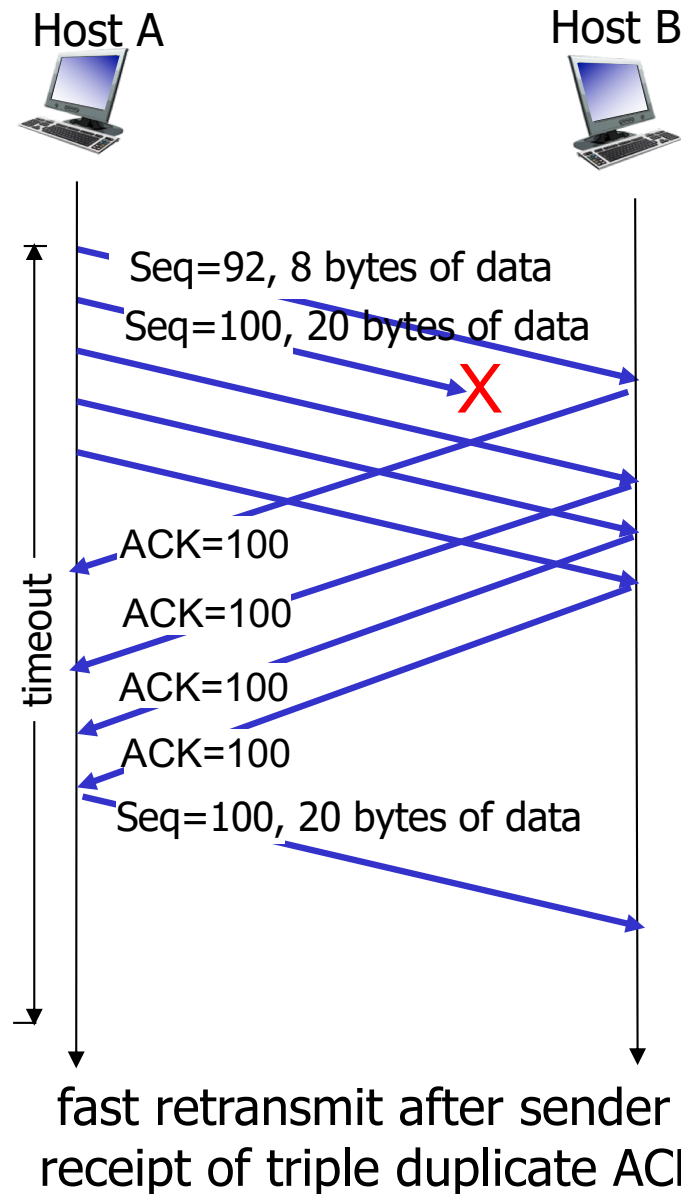 Host A
Host B
Seq=92, 8 bytes of data
Seq=100, 20 bytes of data
X
ACK=100
timeout
ACK=100
ACK=100
ACK=100
Seq=100, 20 bytes of data
fast retransmit after sender
receipt of triple duplicate